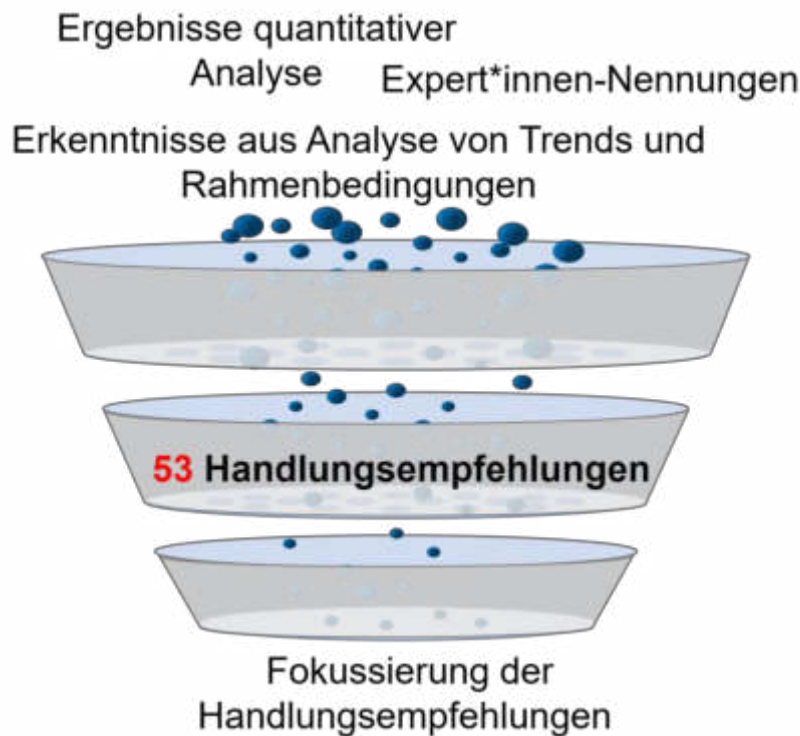 Ergebnisse quantitativer
Analyse
Expert*innen-Nennungen
Erkenntnisse aus Analyse von Trends und
Rahmenbedingungen
53 Handlungsempfehlungen
Fokussierung der
Handlungsempfehlungen